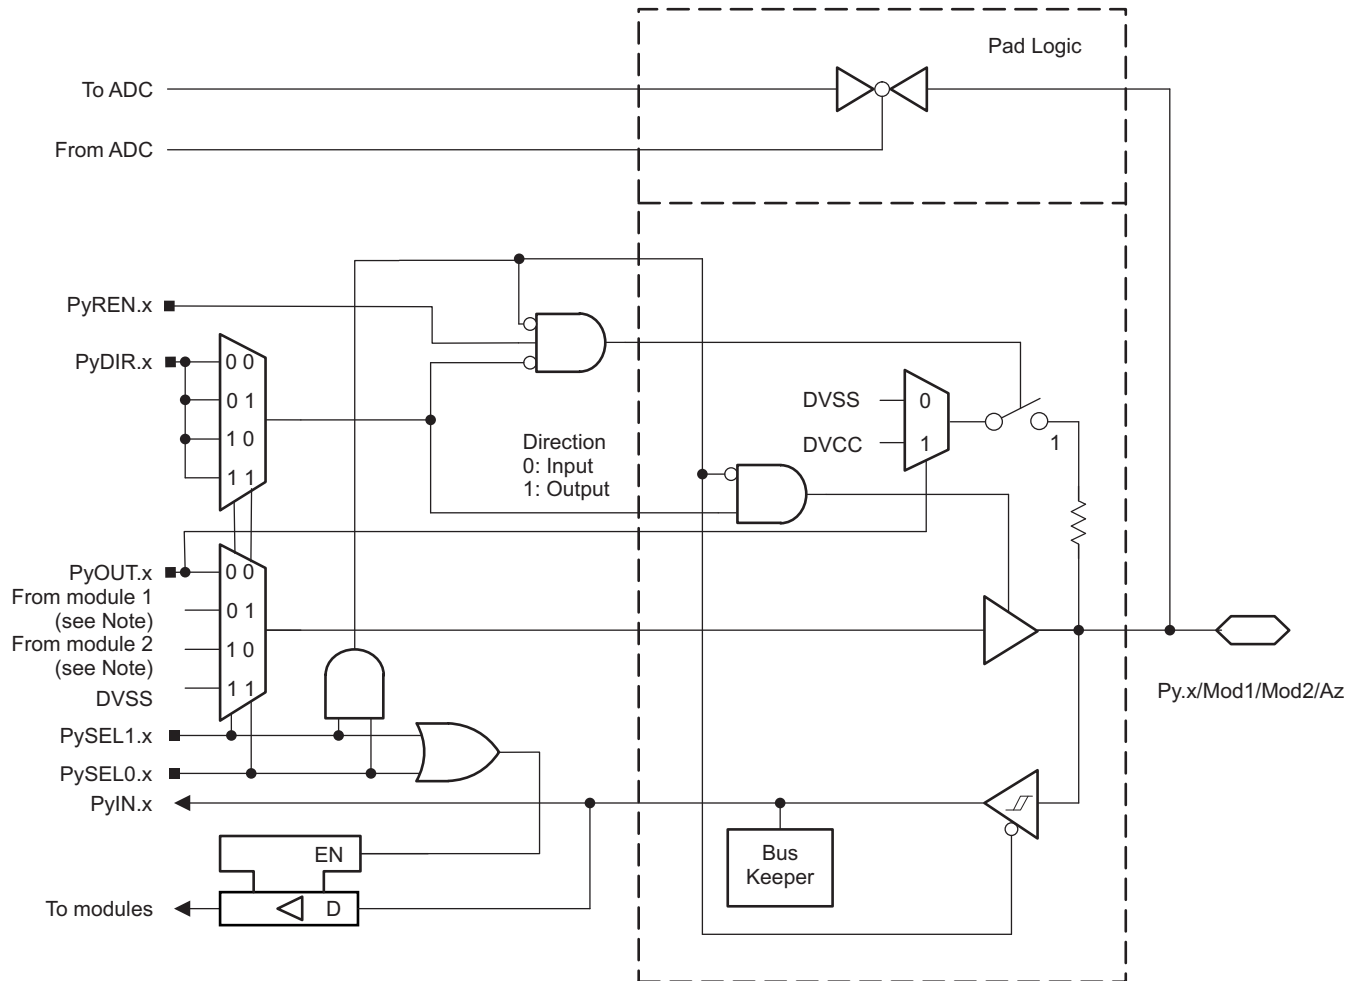 Pad Logic
To ADC
From ADC
PyREN.x
PyDIR.x
0 0
0 1
1 0
1 1
Direction
0: Input
1: Output
DVSS
0
DVCC
1
1
PyOUT.x
0 0
From module 1
(see Note)
0 1
From module 2
(see Note)
1 0
DVSS
1 1
Py.x/Mod1/Mod2/Az
PySEL1.x
PySEL0.x
PyIN.x
Bus
Keeper
EN
To modules
D